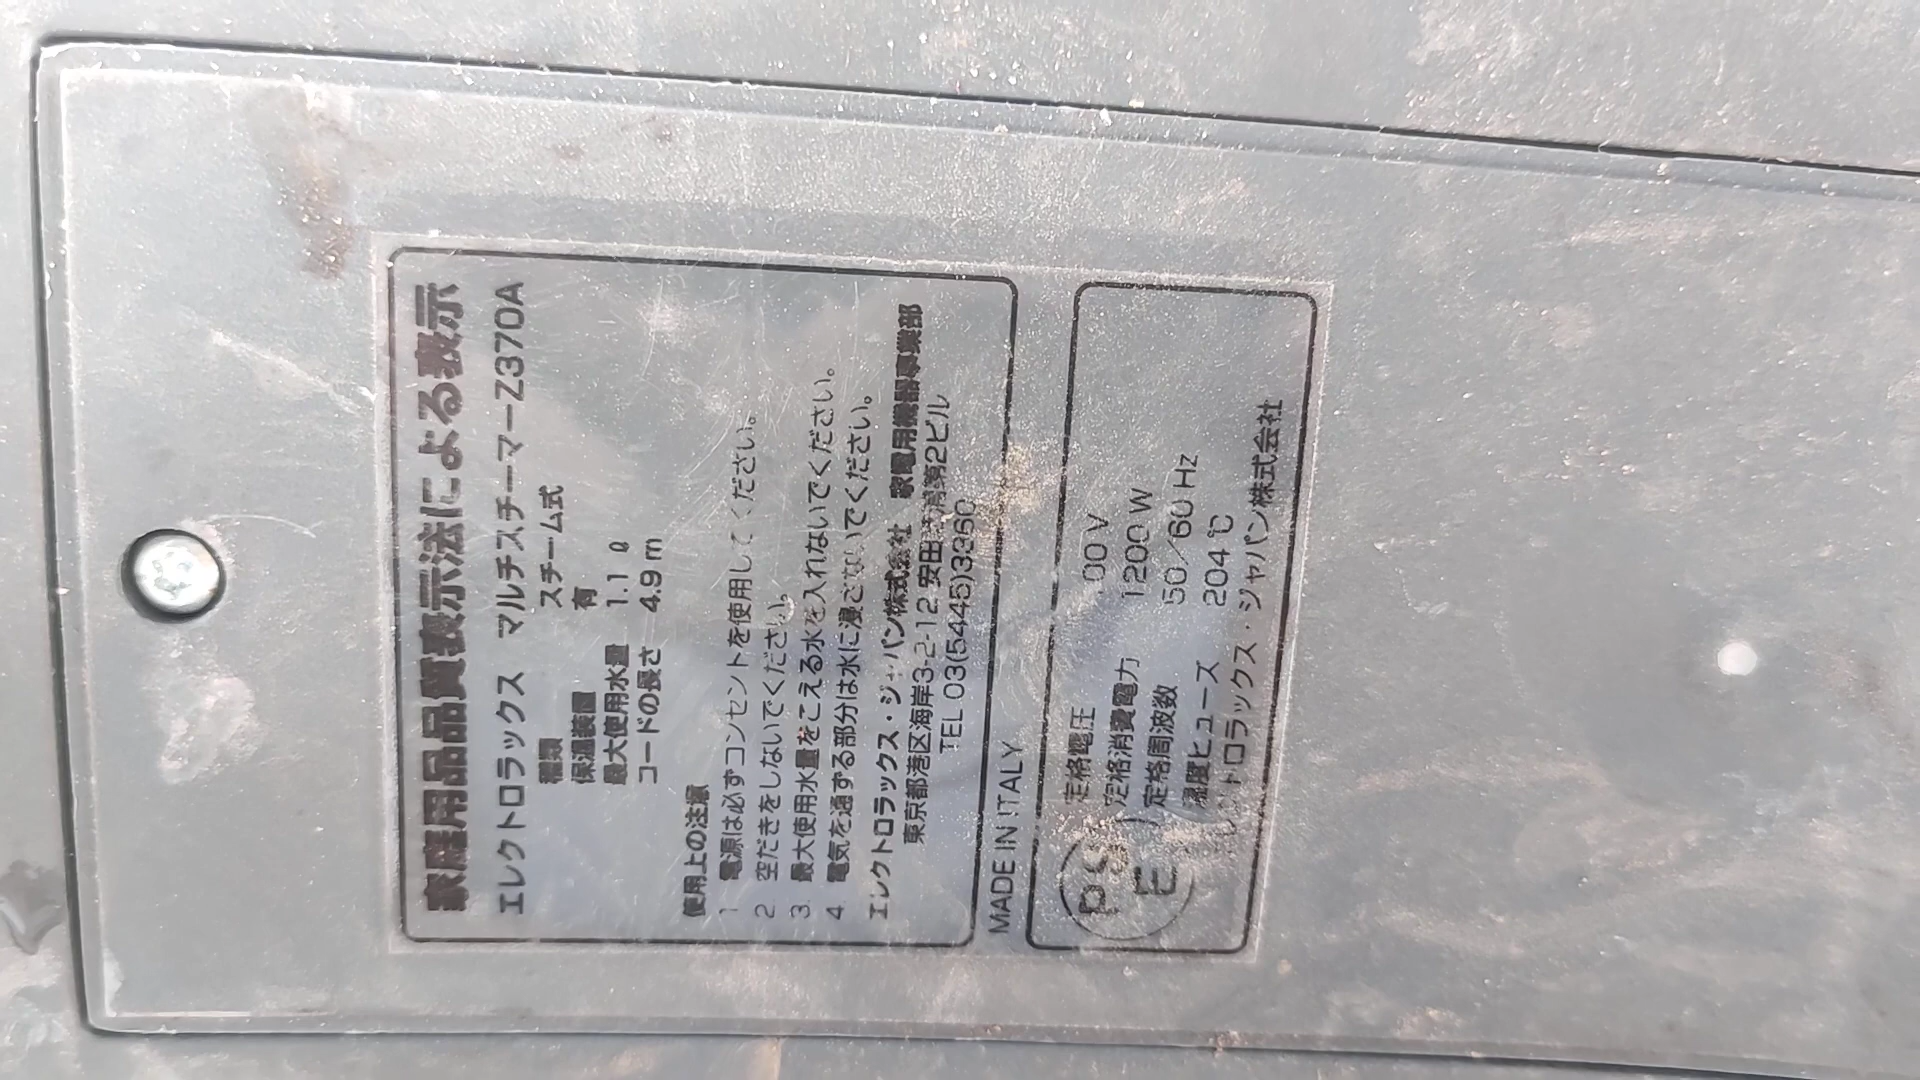 家庭用品品質表示法による表示
エレクトロラックス マルチスチーマーZ370A
種類 スチーム式
保温装置 有
最大使用水量 1.1 ℓ
コードの長さ 4.9 m
使用上の注意
1 電源は必ずコンセントを使用してください。
2 空だきをしないでください。
3. 最大使用水量をこえる水を入れないでください。
4 電気を通ずる部分は水に浸さないでください。
エレクトロラックス・ジャパン株式会社 家電用機器事業部
東京都港区海岸3-2-12 安田 第2ビル
TEL 03(5445)3360
MADE IN ITALY
PS
E
定格電圧 00 V
定格消費電力 1200 W
定格周波数 50/60 Hz
温度ヒューズ 204℃
エレクトロラックス・ジャパン株式会社